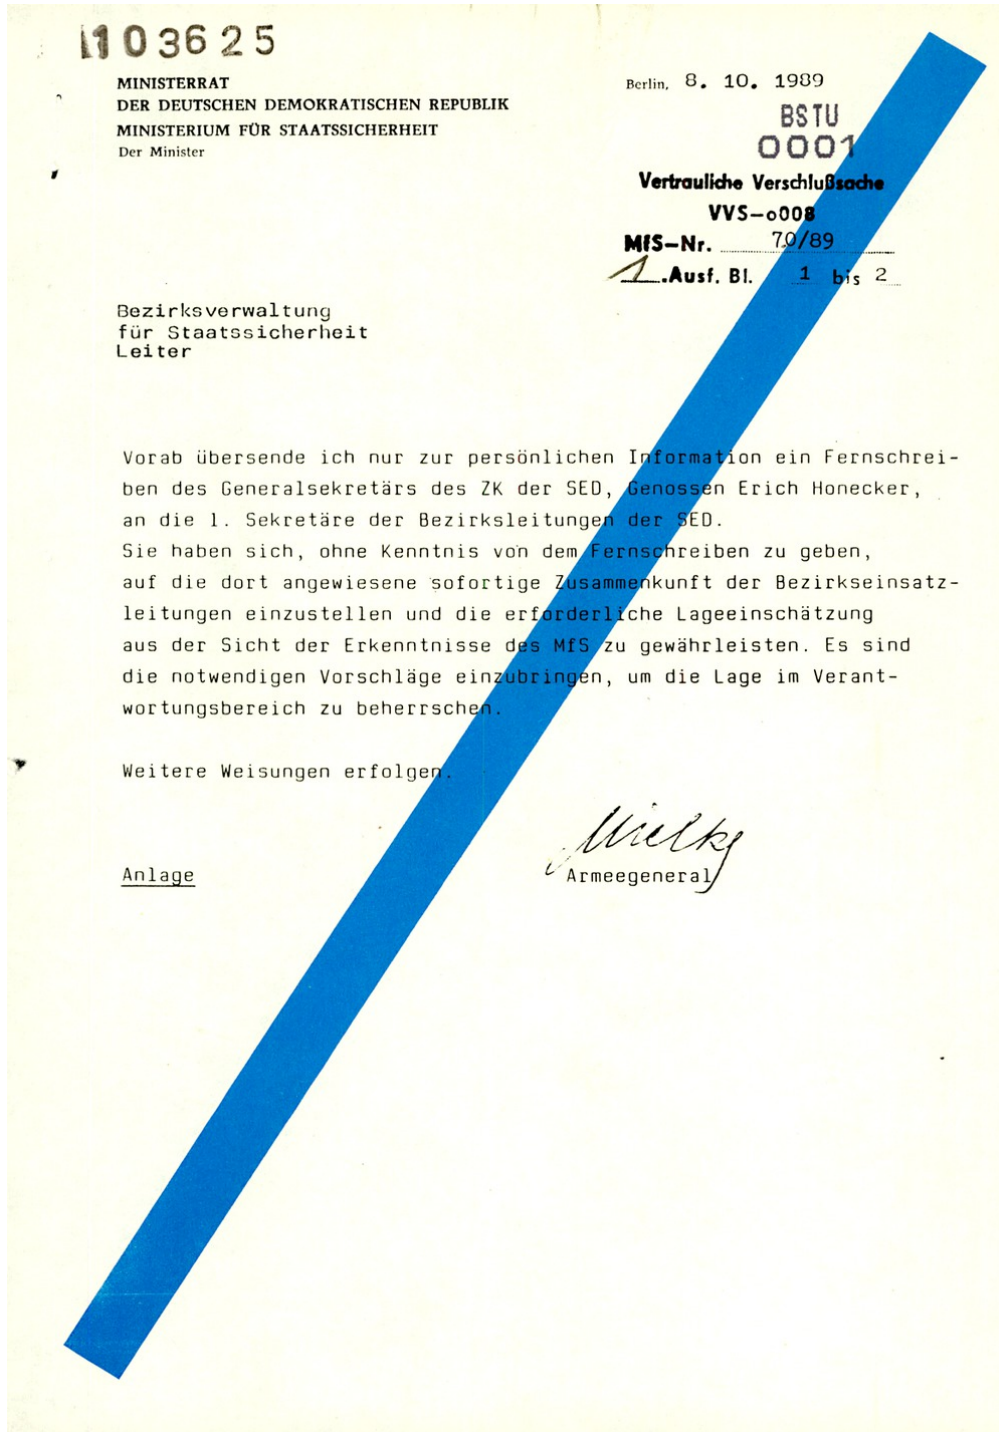 103625
MINISTERRAT
DER DEUTSCHEN DEMOKRATISCHEN REPUBLIK
MINISTERIUM FÜR STAATSSICHERHEIT
Der Minister
Berlin, 8. 10. 1989
BSTU
0001
Vertrauliche Verschlußsache
VVS-o008
MfS-Nr. 70/89
1.Ausf. Bl. 1 bis 2
Bezirksverwaltung
für Staatssicherheit
Leiter
Vorab übersende ich nur zur persönlichen Information ein Fernschrei-
ben des Generalsekretärs des ZK der SED, Genossen Erich Honecker,
an die 1. Sekretäre der Bezirksleitungen der SED.
Sie haben sich, ohne Kenntnis von dem Fernschreiben zu geben,
auf die dort angewiesene sofortige Zusammenkunft der Bezirkseinsatz-
leitungen einzustellen und die erforderliche Lageeinschätzung
aus der Sicht der Erkenntnisse des MfS zu gewährleisten. Es sind
die notwendigen Vorschläge einzubringen, um die Lage im Verant-
wortungsbereich zu beherrschen.
Weitere Weisungen erfolgen.
Mielke
Anlage
Armeegeneral